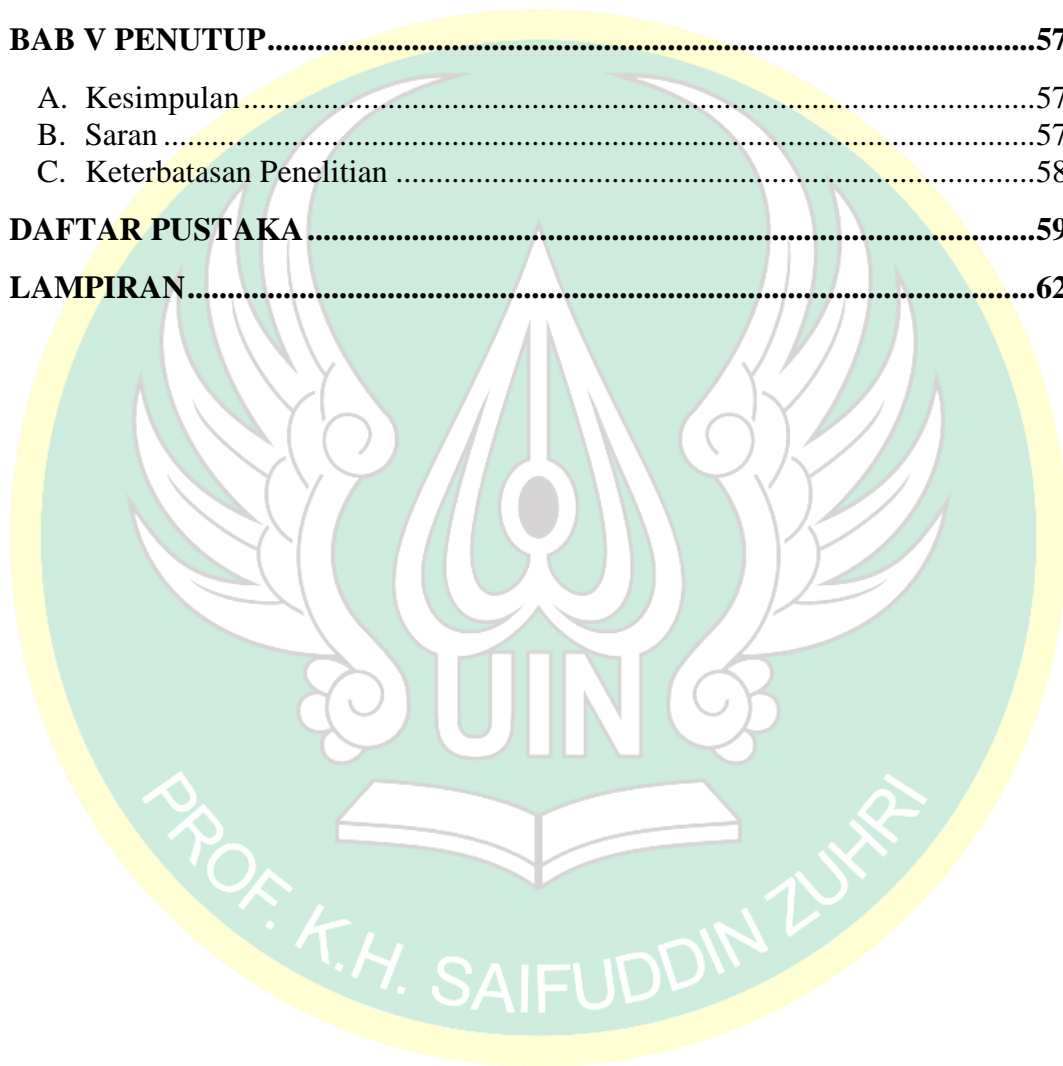 BAB V PENUTUP............................................................................................57
A. Kesimpulan..................................................................................................57
B. Saran ............................................................................................................57
C. Keterbatasan Penelitian ................................................................................58
DAFTAR PUSTAKA........................................................................................59
LAMPIRAN......................................................................................................62
UIN
PROF. K.H. SAIFUDDIN ZUHRI